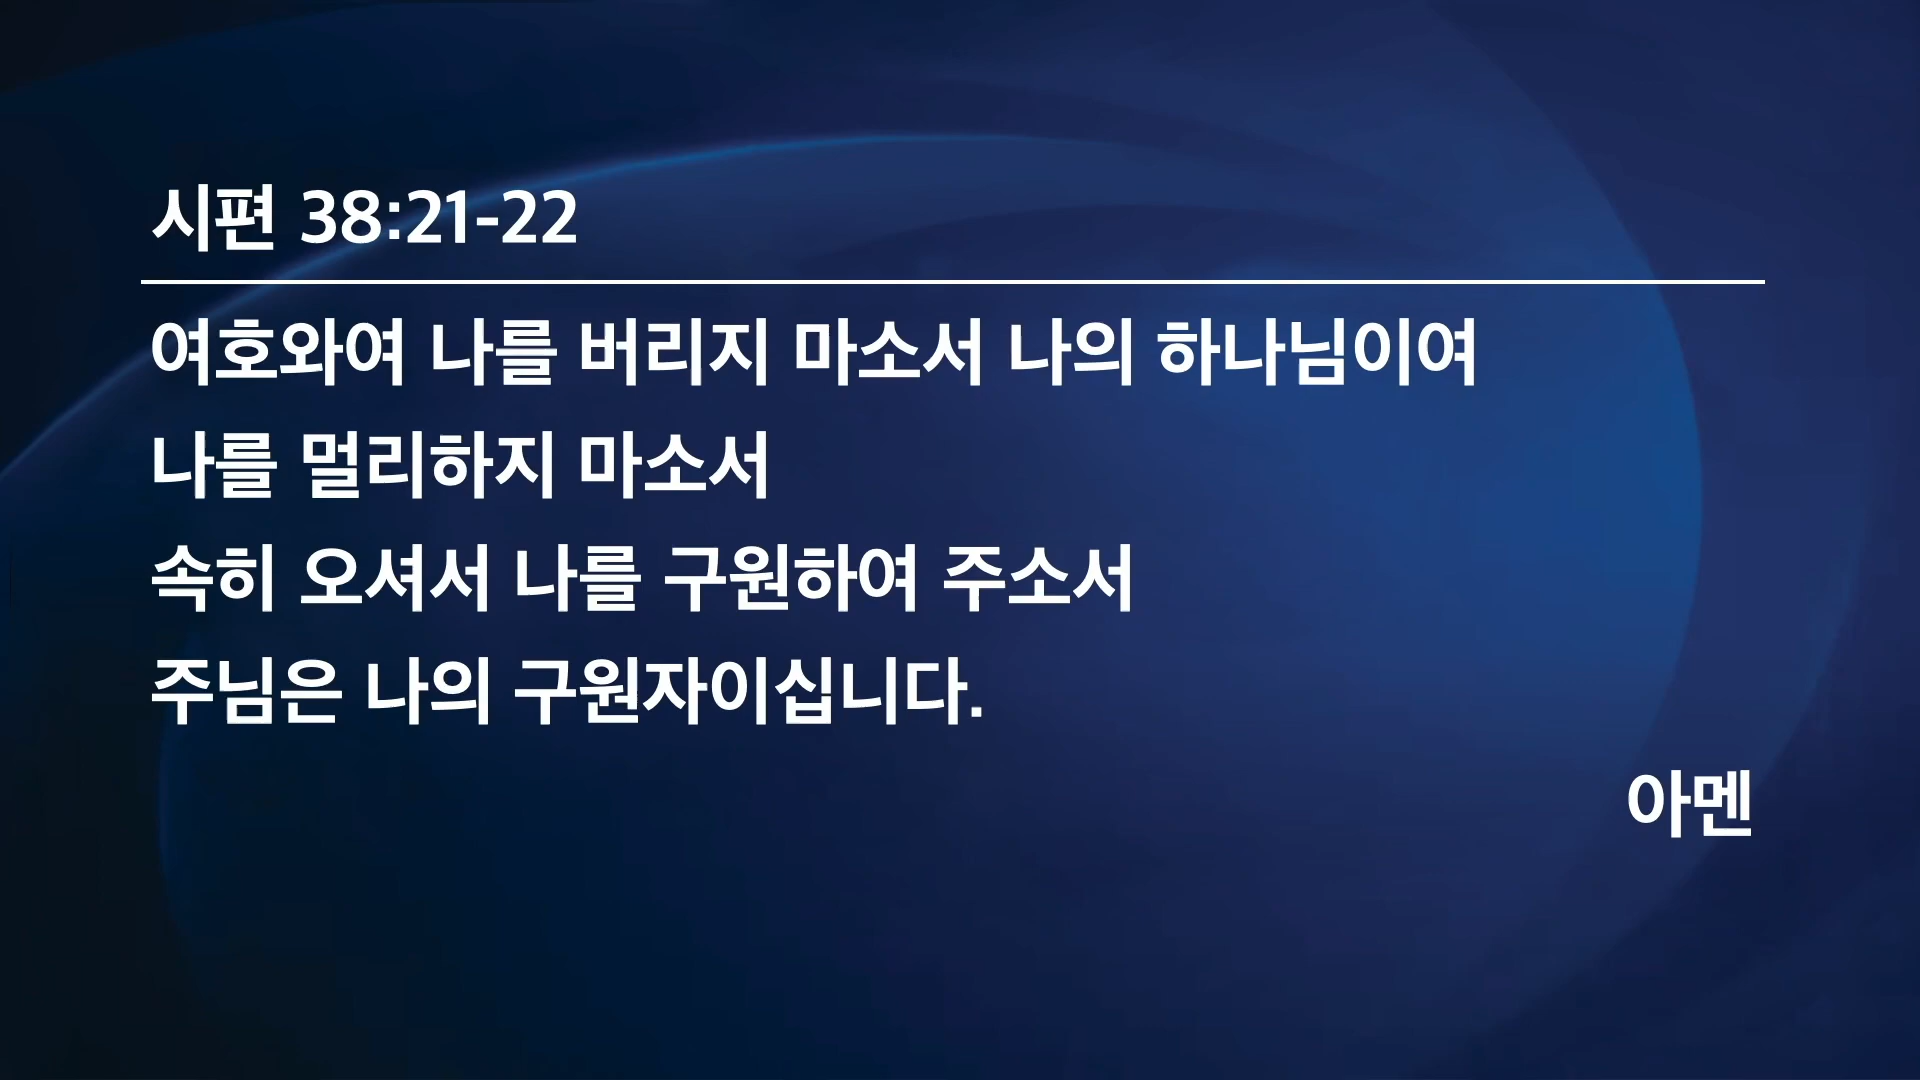 시편 38:21-22
여호와여 나를 버리지 마소서 나의 하나님이여
나를 멀리하지 마소서
속히 오셔서 나를 구원하여 주소서
주님은 나의 구원자이십니다.
아멘